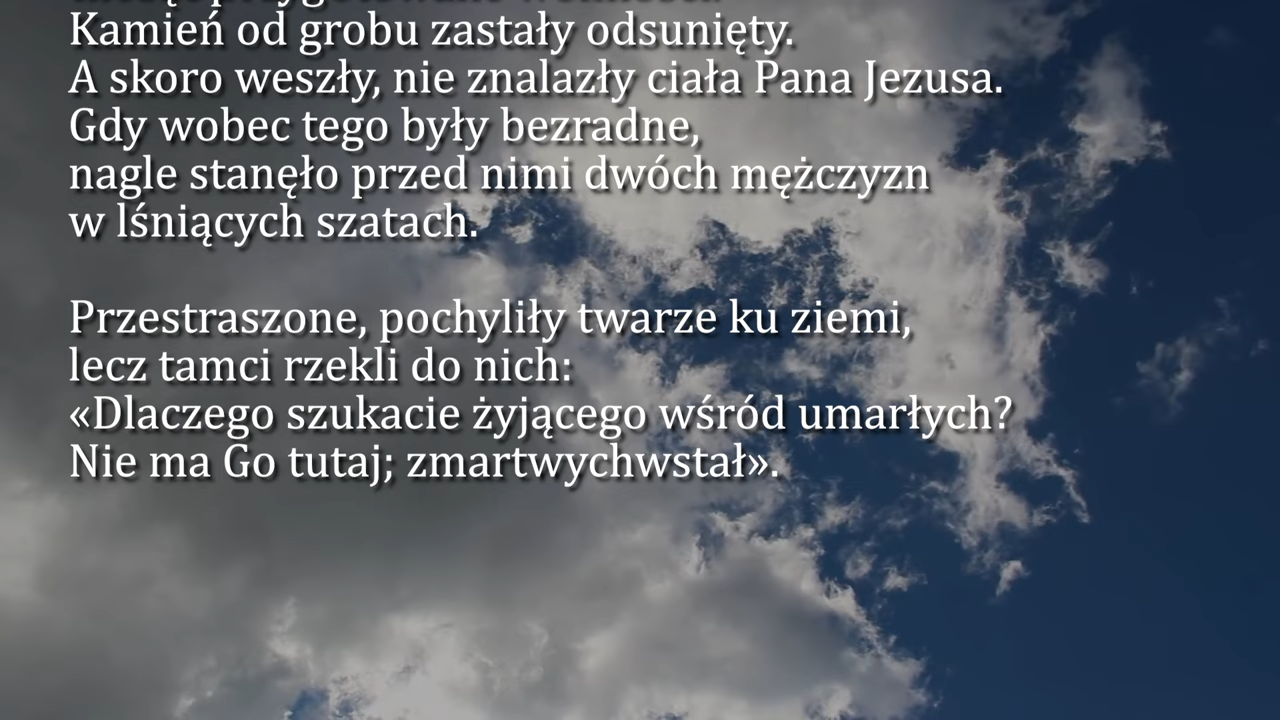 Kamień od grobu zastały odsunięty.
A skoro weszły, nie znalazły ciała Pana Jezusa.
Gdy wobec tego były bezradne,
nagle stanęło przed nimi dwóch mężczyzn
w lśniących szatach.
Przestraszone, pochyliły twarze ku ziemi,
lecz tamci rzekli do nich:
«Dlaczego szukacie żyjącego wśród umarłych?
Nie ma Go tutaj; zmartwychwstał».